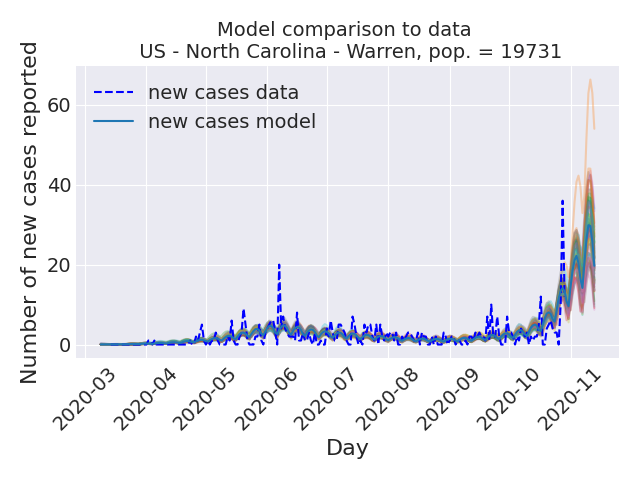 Model comparison to data
US - North Carolina - Warren, pop. = 19731
Number of new cases reported
60
40
20
0
new cases data
new cases model
2020-03
2020-04
2020-05
2020-06
2020-07
2020-08
2020-09
2020-10
2020-11
Day